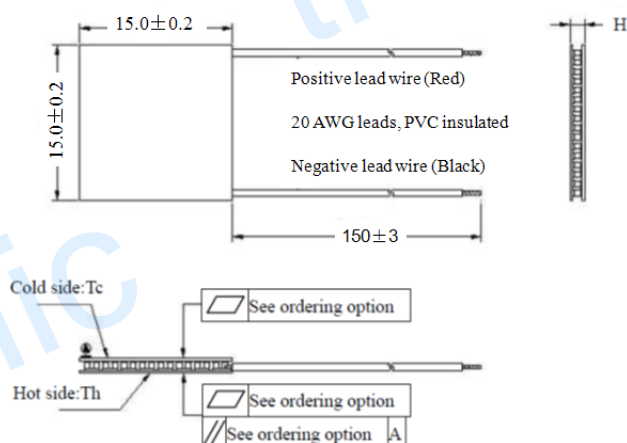 15.0±0.2
H
15.0±0.2
Positive lead wire (Red)
20 AWG leads, PVC insulated
Negative lead wire (Black)
150±3
Cold side:Tc
See ordering option
Hot side:Th
See ordering option
See ordering option A